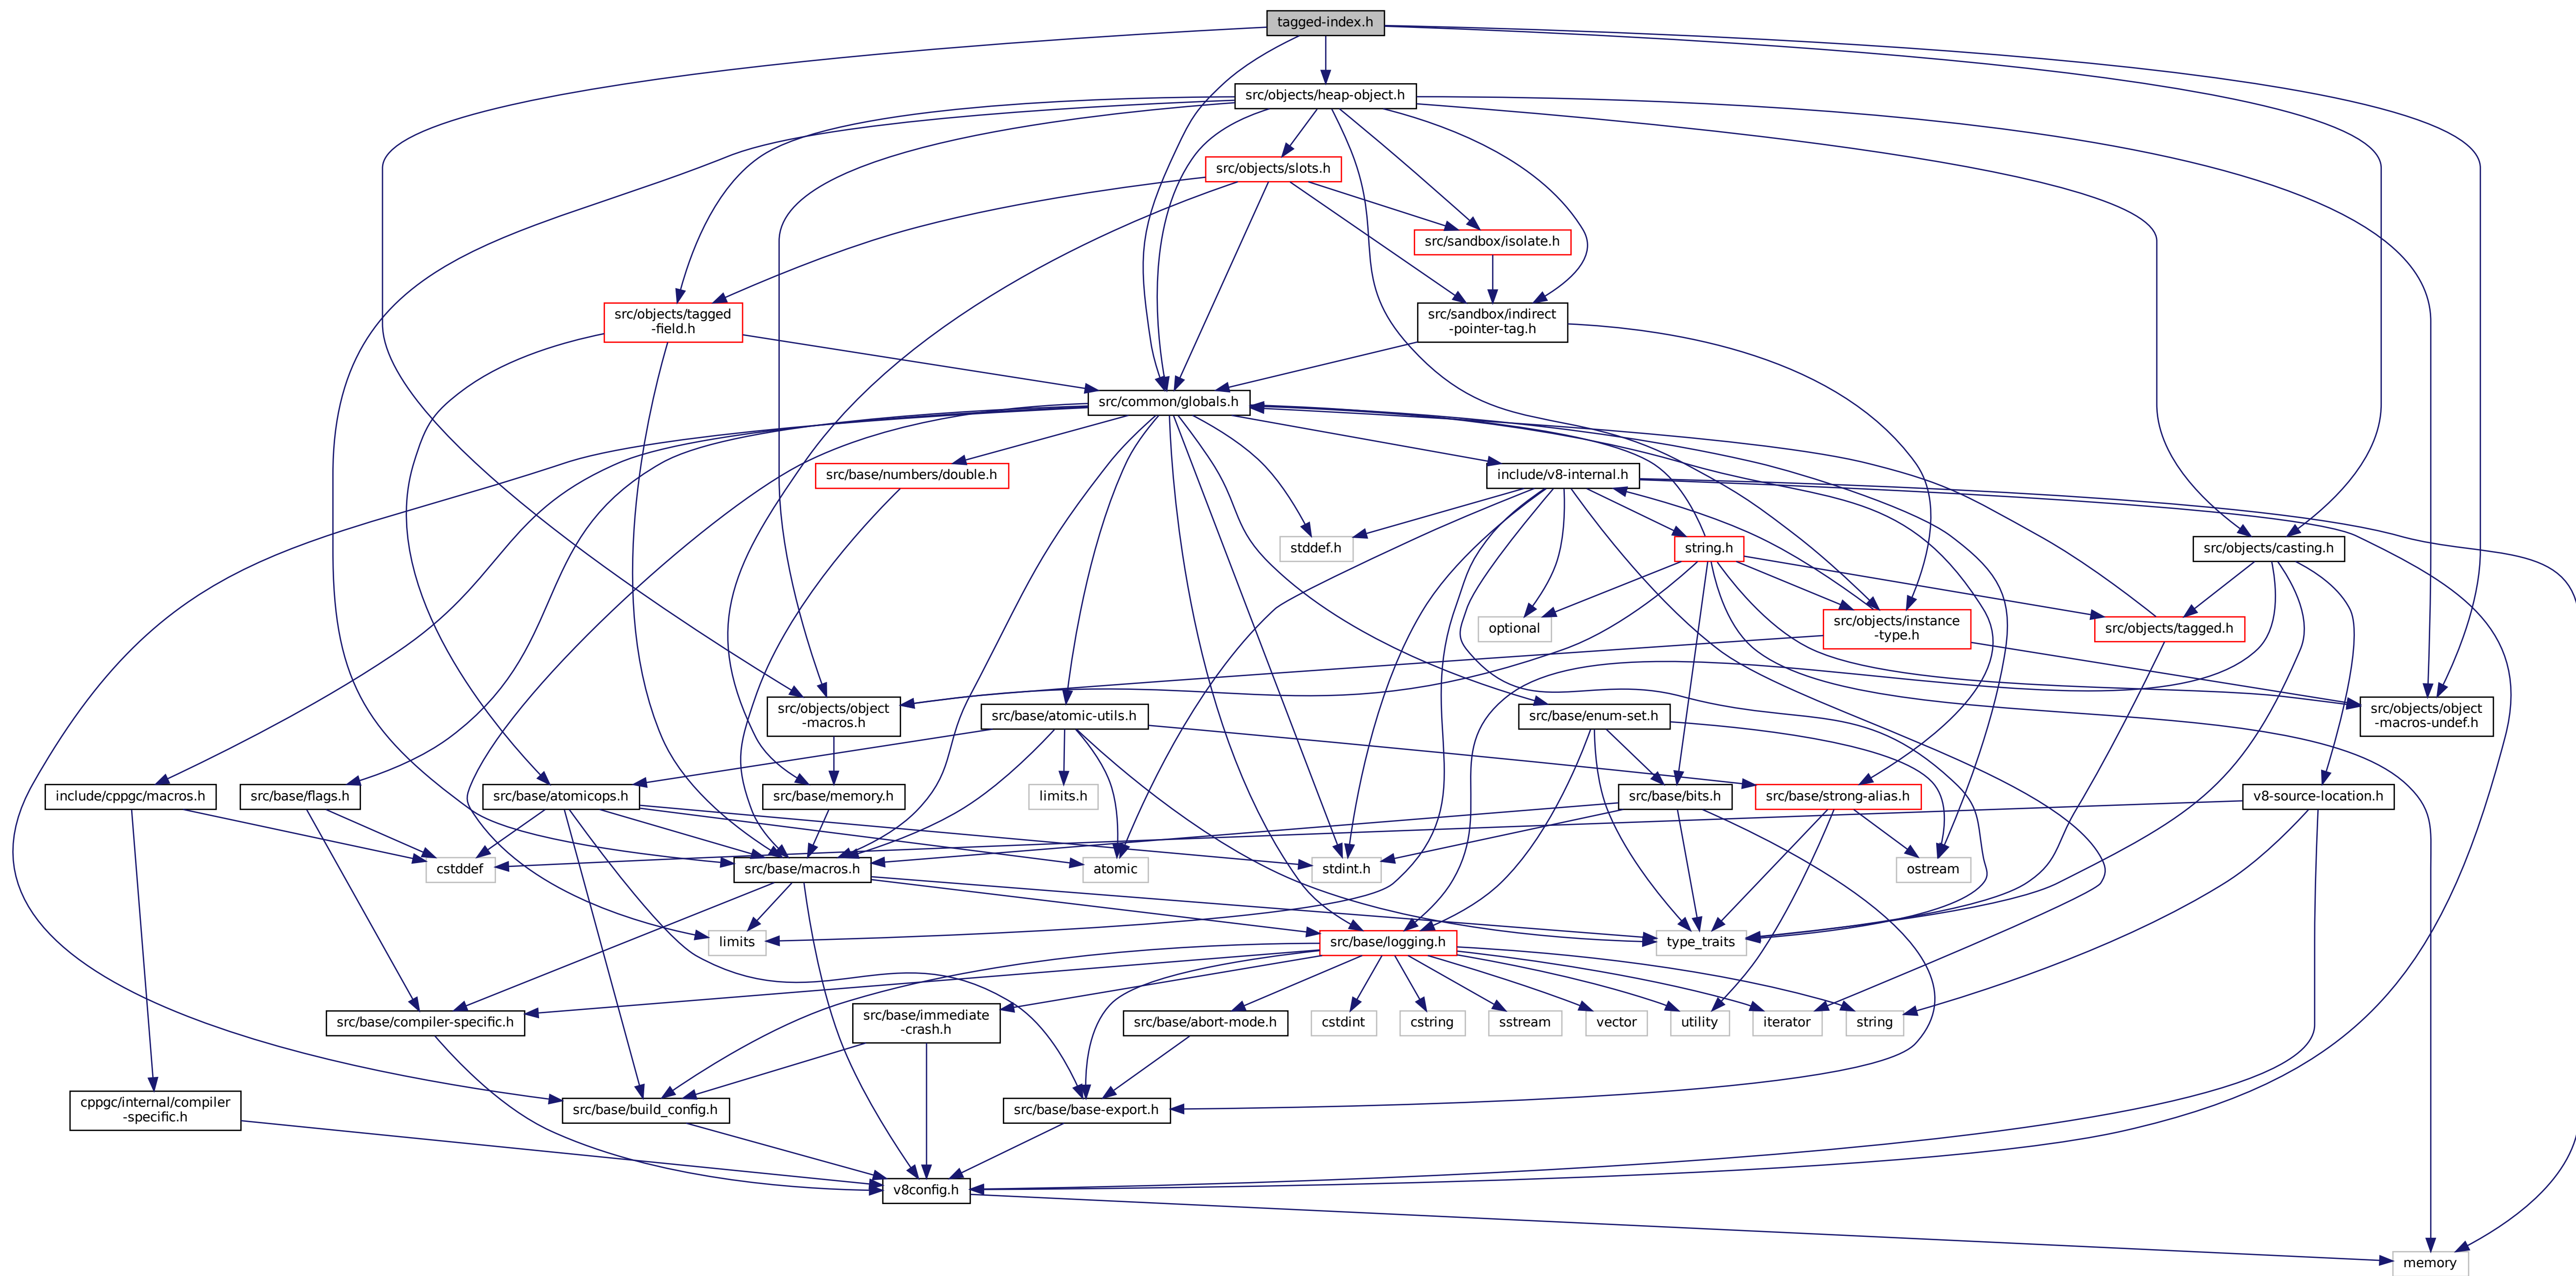 tagged-index.h
src/objects/heap-object.h
src/objects/slots.h
src/sandbox/isolate.h
src/objects/tagged
-field.h
src/sandbox/indirect
-pointer-tag.h
src/common/globals.h
src/base/numbers/double.h
include/v8-internal.h
stddef.h
string.h
src/objects/casting.h
optional
src/objects/instance
-type.h
src/objects/tagged.h
src/objects/object
-macros.h
src/base/atomic-utils.h
src/base/enum-set.h
src/objects/object
-macros-undef.h
include/cppgc/macros.h
src/base/flags.h
src/base/atomicops.h
src/base/memory.h
limits.h
src/base/bits.h
src/base/strong-alias.h
v8-source-location.h
cstddef
src/base/macros.h
atomic
stdint.h
ostream
limits
src/base/logging.h
type_traits
src/base/compiler-specific.h
src/base/immediate
-crash.h
src/base/abort-mode.h
cstdint
cstring
sstream
vector
utility
iterator
string
cppgc/internal/compiler
-specific.h
src/base/build_config.h
src/base/base-export.h
v8config.h
memory